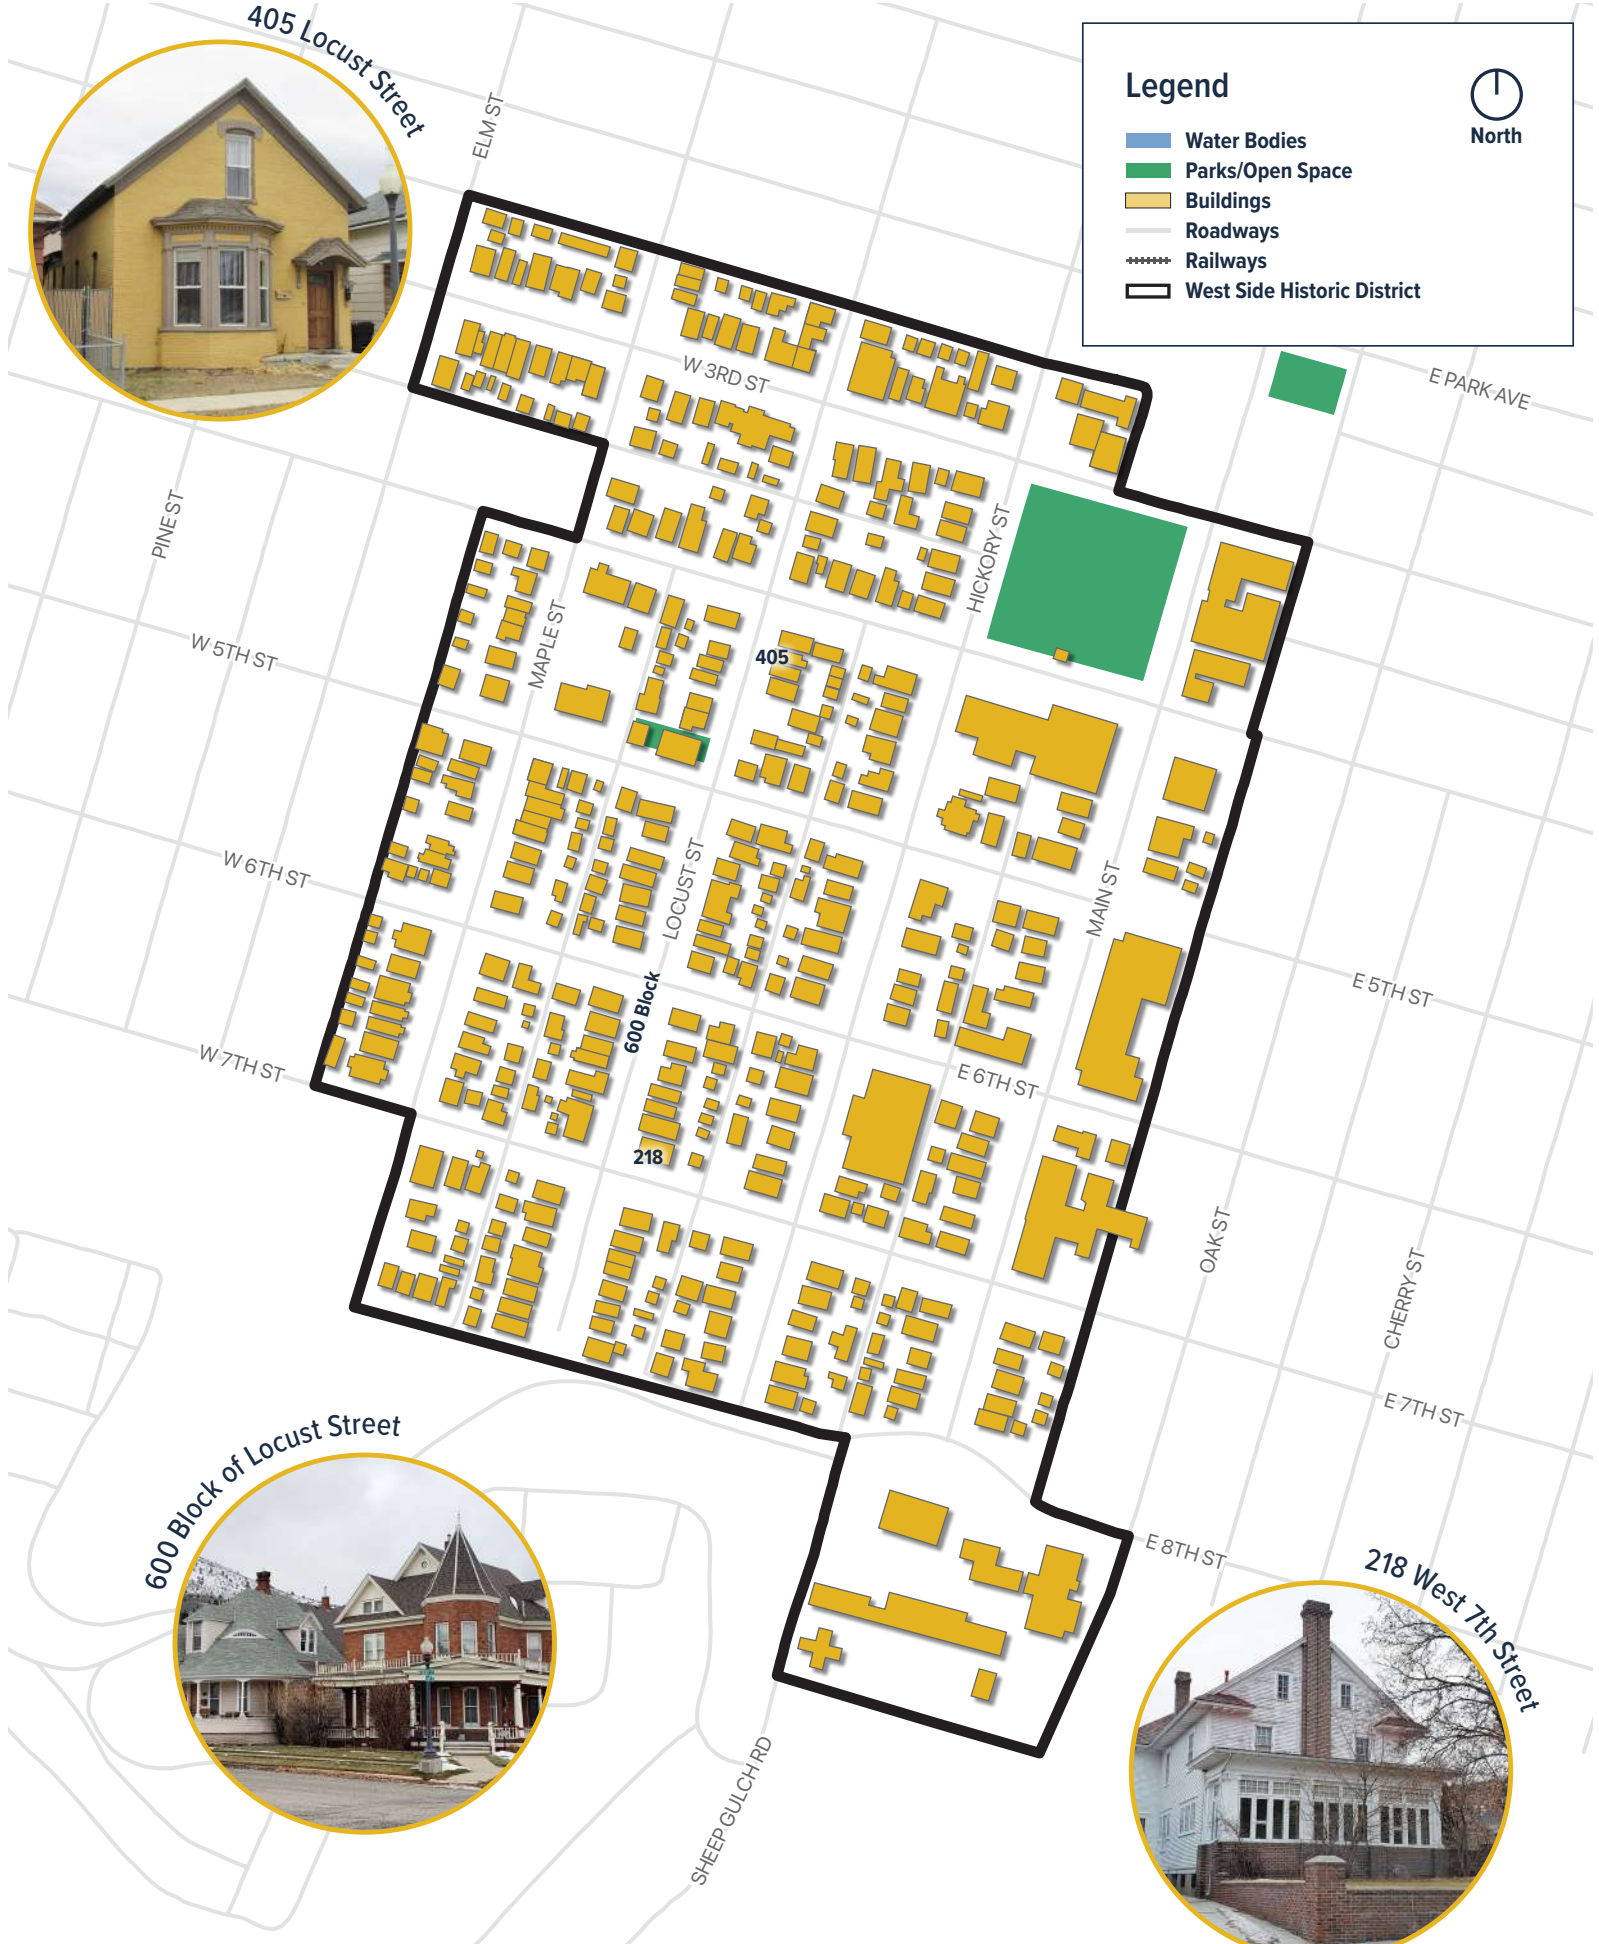 405 Locust Street
Legend
North
Water Bodies
Parks/Open Space
Buildings
Roadways
Railways
West Side Historic District
ELM ST
W 3RD ST
E PARK AVE
PINE ST
HICKORY ST
MAPLE ST
W 5TH ST
405
W 6TH ST
LOCUST ST
MAIN ST
600 Block
E 5TH ST
W 7TH ST
E 6TH ST
218
OAK ST
CHERRY ST
E 7TH ST
600 Block of Locust Street
E 8TH ST
218 West 7th Street
SHEEP GULCH RD